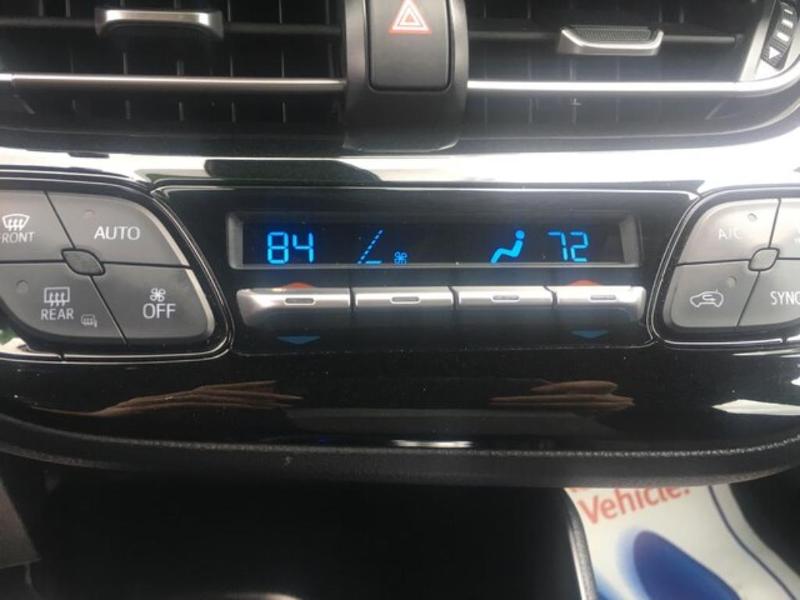 FRONT
AUTO
84
72
A/C
REAR
OFF
SYNC
Vehicle.